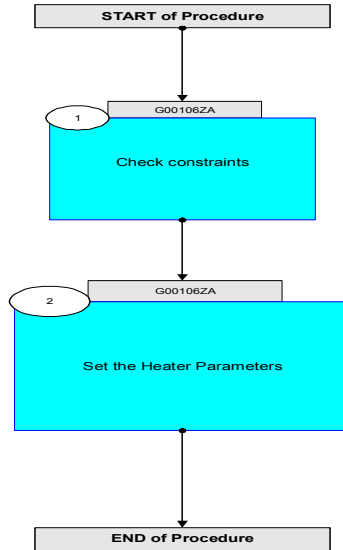 START of Procedure
G00106ZA
1
Check constraints
G00106ZA
2
Set the Heater Parameters
END of Procedure